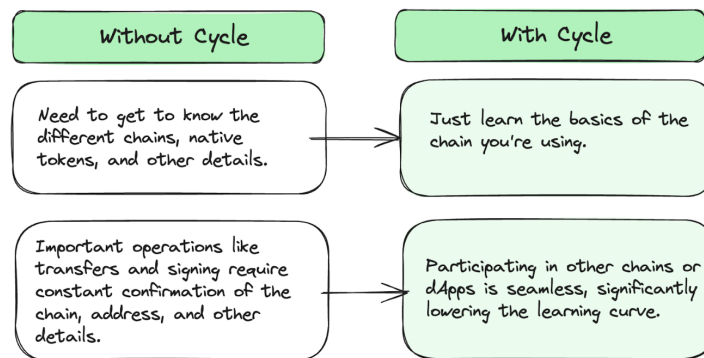 Without Cycle
With Cycle
Need to get to know the
different chains, native
tokens, and other details.
Just learn the basics of the
chain you're using.
Important operations like
transfers and signing require
constant confirmation of the
chain, address, and other
details.
Participating in other chains or
dApps is seamless, significantly
lowering the learning curve.